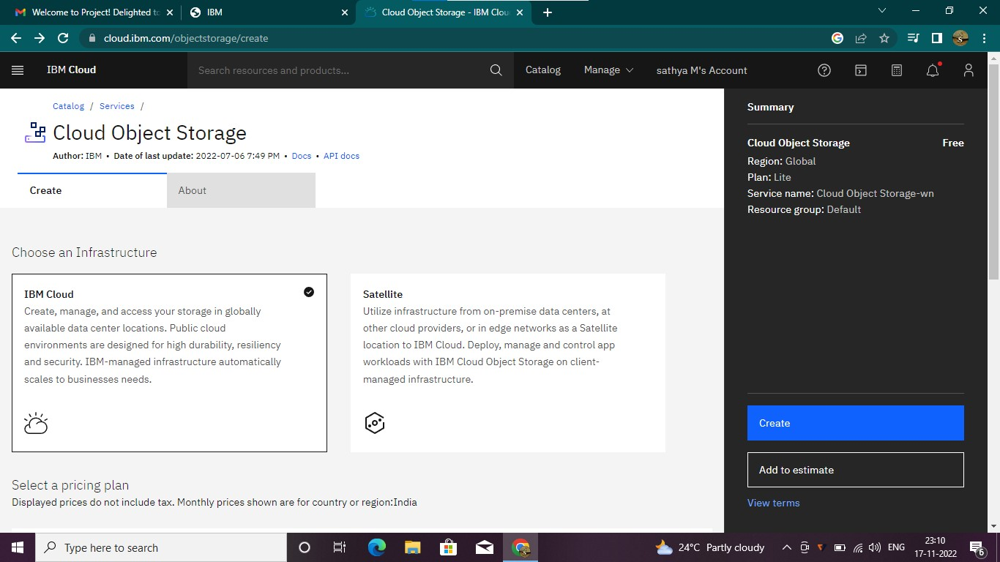 Welcome to Project! Delighted to
IBM
Cloud Object Storage - IBM Clou
cloud.ibm.com/objectstorage/create
IBM Cloud
Search resources and products...
Catalog
Manage
sathya M's Account
Catalog / Services /
Cloud Object Storage
Author: IBM • Date of last update: 2022-07-06 7:49 PM • Docs • API docs
Create
About
Choose an Infrastructure
IBM Cloud
Create, manage, and access your storage in globally
available data center locations. Public cloud
environments are designed for high durability, resiliency
and security. IBM-managed infrastructure automatically
scales to businesses needs.
Satellite
Utilize infrastructure from on-premise data centers, at
other cloud providers, or in edge networks as a Satellite
location to IBM Cloud. Deploy, manage and control app
workloads with IBM Cloud Object Storage on client-
managed infrastructure.
Select a pricing plan
Displayed prices do not include tax. Monthly prices shown are for country or region:India
Summary
Cloud Object Storage Free
Region: Global
Plan: Lite
Service name: Cloud Object Storage-wn
Resource group: Default
Create
Add to estimate
View terms
Type here to search
24°C Partly cloudy
ENG
23:10
17-11-2022
6